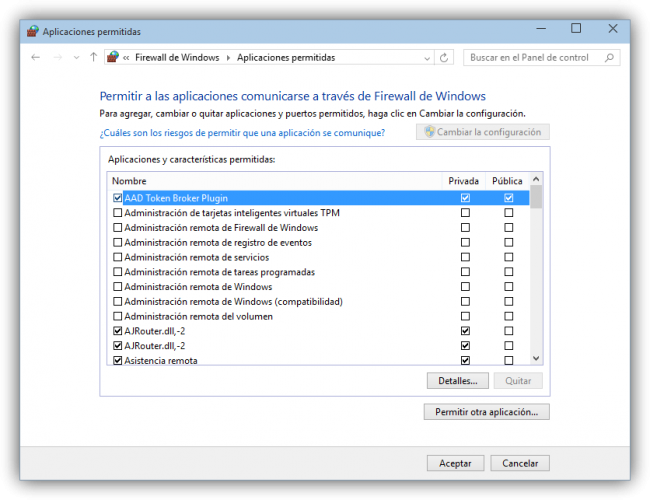 Aplicaciones permitidas
« Firewall de Windows Aplicaciones permitidas
Buscar en el Panel de control
Permitir a las aplicaciones comunicarse a través de Firewall de Windows
Para agregar, cambiar o quitar aplicaciones y puertos permitidos, haga clic en Cambiar la configuración.
¿Cuáles son los riesgos de permitir que una aplicación se comunique?
Cambiar la configuración
Aplicaciones y características permitidas:
Nombre Privada Pública
AAD Token Broker Plugin
Administración de tarjetas inteligentes virtuales TPM
Administración remota de Firewall de Windows
Administración remota de registro de eventos
Administración remota de servicios
Administración remota de tareas programadas
Administración remota de Windows
Administración remota de Windows (compatibilidad)
Administración remota del volumen
AJRouter.dll,-2
AJRouter.dll,-2
Asistencia remota
Detalles... Quitar
Permitir otra aplicación...
Aceptar Cancelar